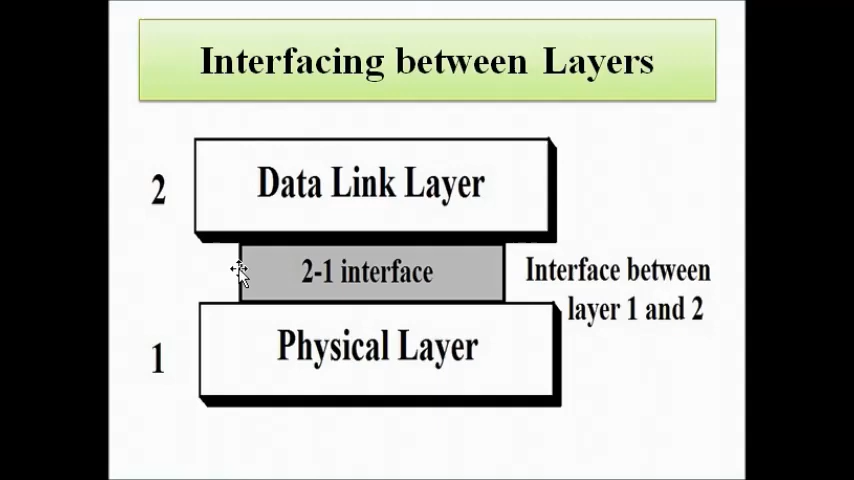 Interfacing between Layers
2
Data Link Layer
2-1 interface
Interface between
layer 1 and 2
1
Physical Layer